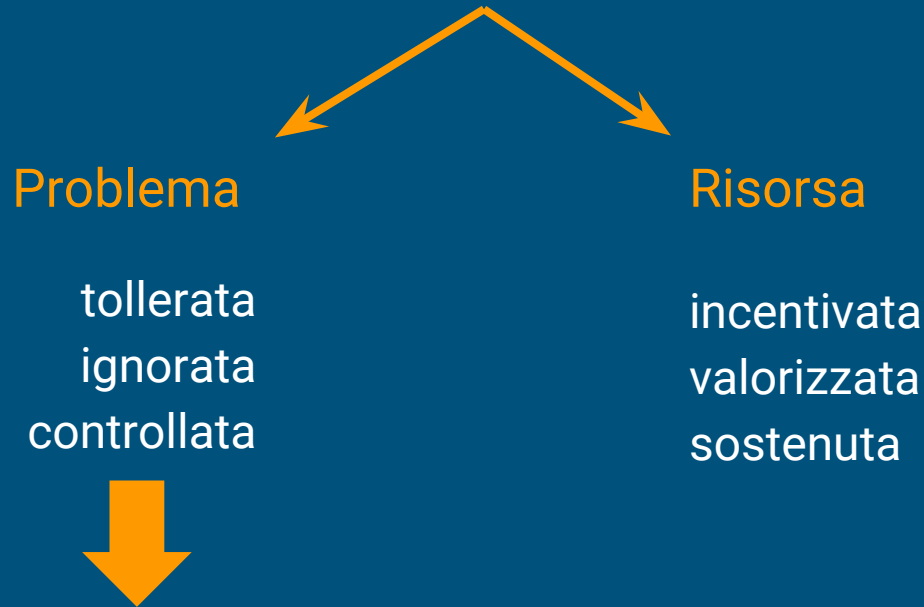 Problema
tollerata
ignorata
controllata
Risorsa
incentivata
valorizzata
sostenuta